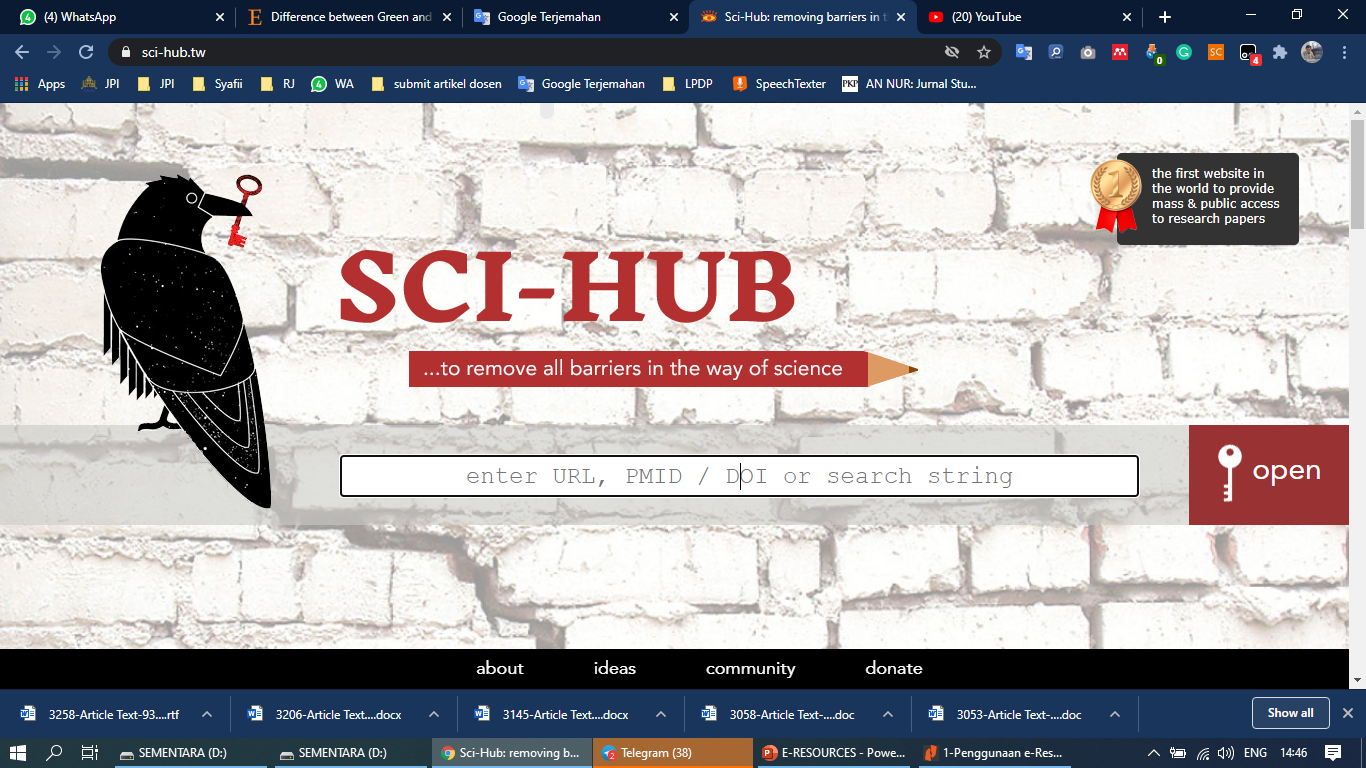 (4) WhatsApp
Difference between Green and
Google Terjemahan
Sci-Hub: removing barriers in t
(20) YouTube
sci-hub.tw
SC
0
4
Apps
JPI
JPI
Syafii
RJ
WA
submit artikel dosen
Google Terjemahan
LPDP
SpeechTexter
PKP
AN NUR: Jurnal Stu...
1
the first website in
the world to provide
mass & public access
to research papers
SCI-HUB
...to remove all barriers in the way of science
enter URL, PMID / DOI or search string
open
about
ideas
community
donate
3258-Article Text-93....rtf
3206-Article Text....docx
3145-Article Text....docx
3058-Article Text-....doc
3053-Article Text-....doc
Show all
SEMENTARA (D:)
SEMENTARA (D:)
Sci-Hub: removing b...
Telegram (38)
E-RESOURCES - Powe...
1-Penggunaan e-Res...
ENG
14:46